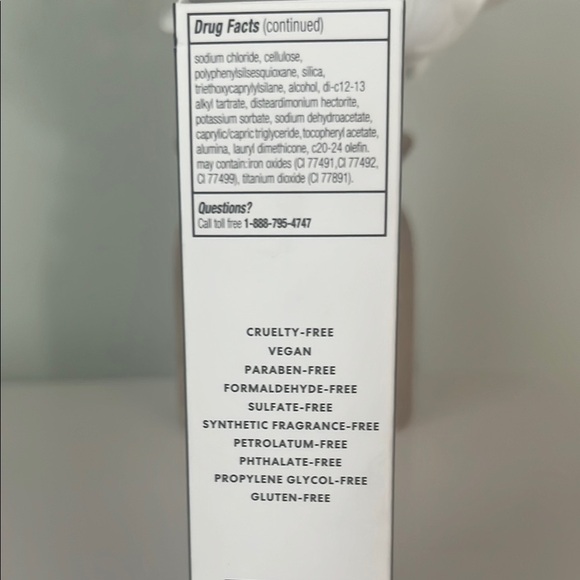 Drug Facts (continued)
sodium chloride, cellulose,
polyphenylsilsesquioxane, silica,
triethoxycaprylylsilane, alcohol, di-c12-13
alkyl tartrate, disteardimonium hectorite,
potassium sorbate, sodium dehydroacetate,
caprylic/capric triglyceride, tocopheryl acetate,
alumina, lauryl dimethicone, c20-24 olefin.
may contain:iron oxides (CI 77491,CI 77492,
CI 77499), titanium dioxide (CI 77891).
Questions?
Call toll free 1-888-795-4747
CRUELTY-FREE
VEGAN
PARABEN-FREE
FORMALDEHYDE-FREE
SULFATE-FREE
SYNTHETIC FRAGRANCE-FREE
PETROLATUM-FREE
PHTHALATE-FREE
PROPYLENE GLYCOL-FREE
GLUTEN-FREE